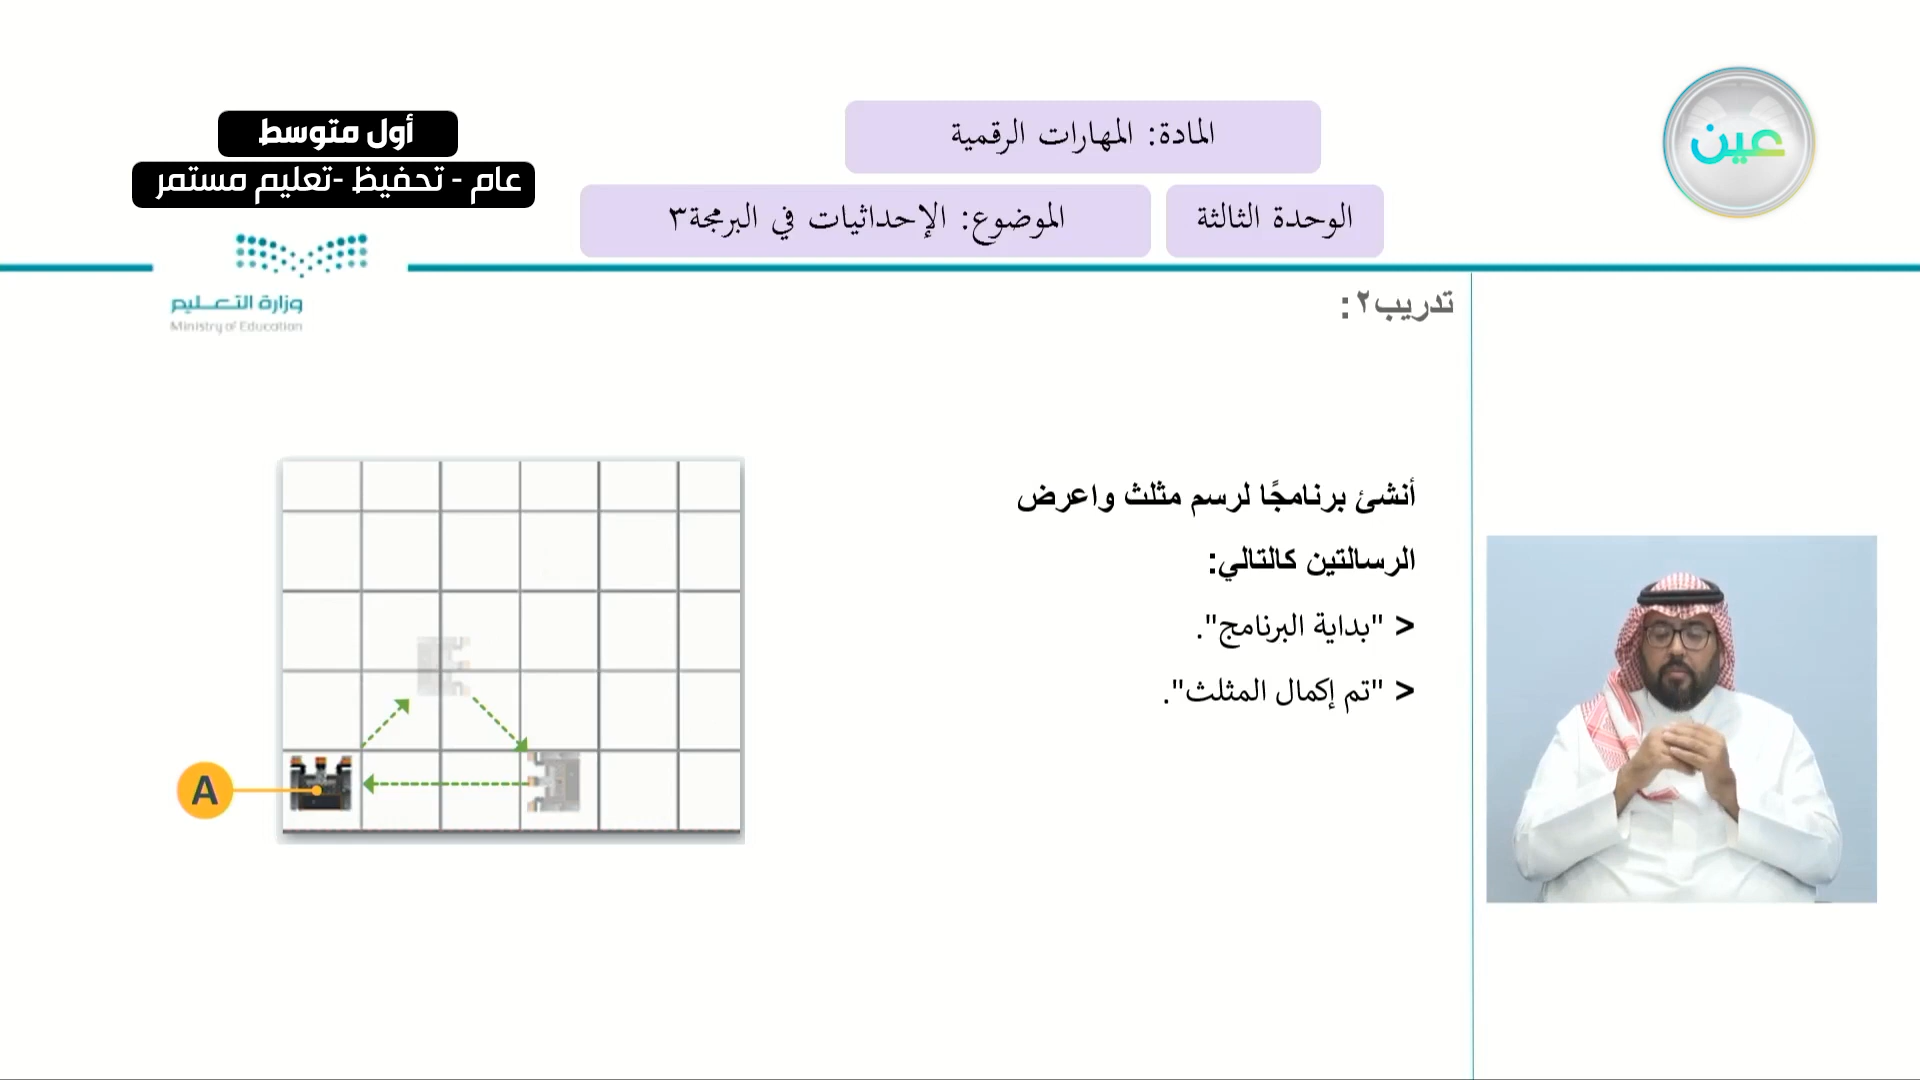 عين
المادة: المهارات الرقمية
الوحدة الثالثة
الموضوع: الإحداثيات في البرمجة٣
أول متوسط
عام - تحفيظ -تعليم مستمر
وزارة التعليم
Ministry of Education
تدريب٢:
أنشئ برنامجًا لرسم مثلث واعرض
الرسالتين كالتالي:
< "بداية البرنامج".
< "تم إكمال المثلث".
A